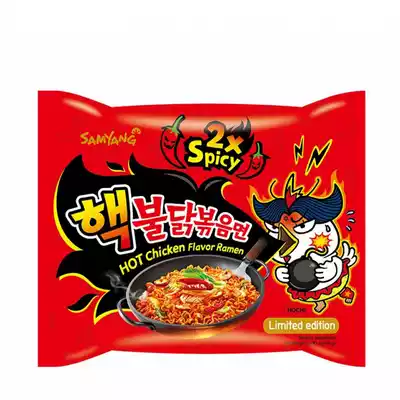 SAMYANG
2x
Spicy
핵불닭볶음면
HOT Chicken Flavor Ramen
HOCHI
Limited edition